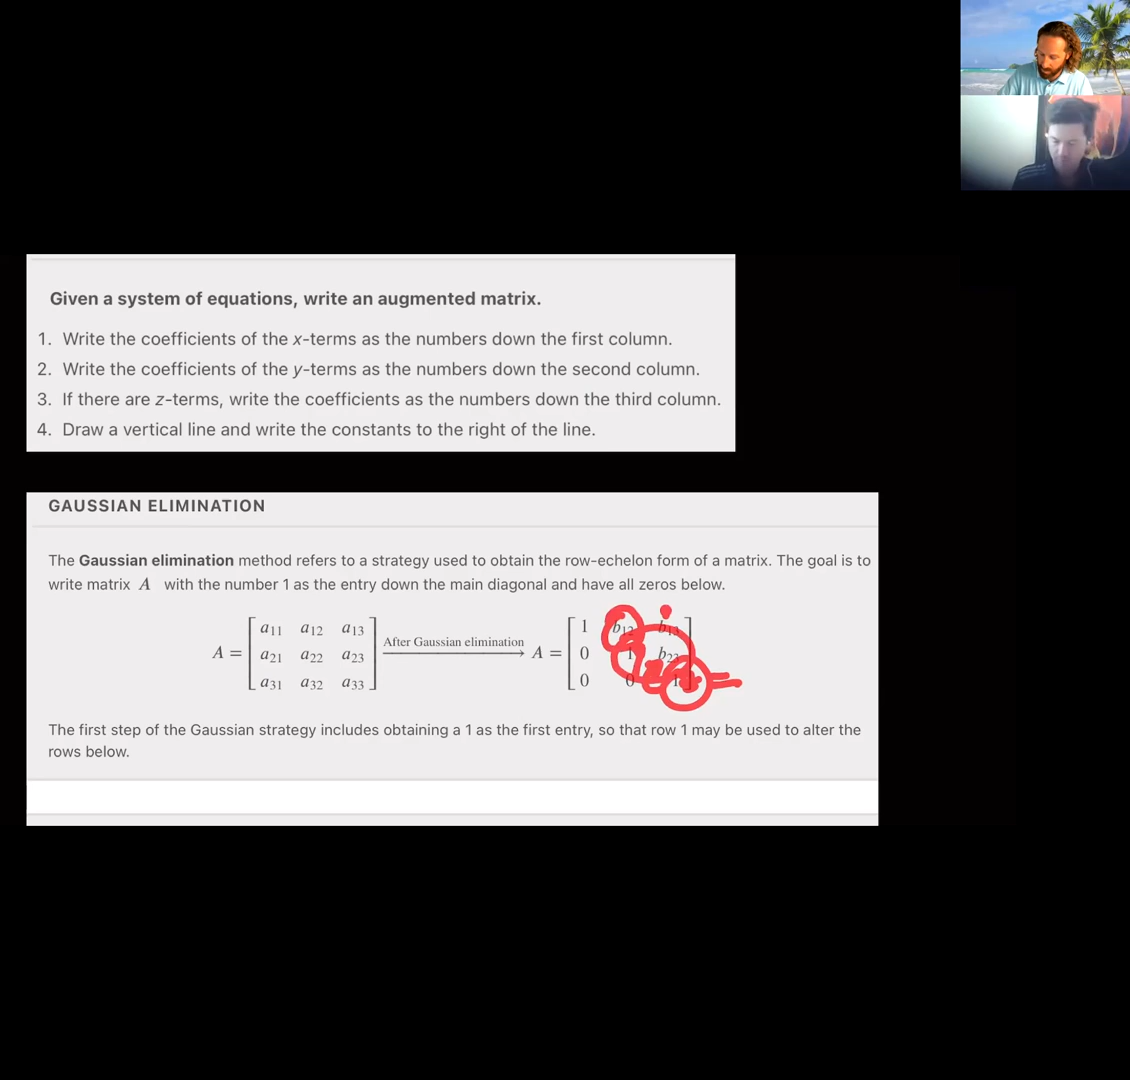 Given a system of equations, write an augmented matrix.
1. Write the coefficients of the x-terms as the numbers down the first column.
2. Write the coefficients of the y-terms as the numbers down the second column.
3. If there are z-terms, write the coefficients as the numbers down the third column.
4. Draw a vertical line and write the constants to the right of the line.
GAUSSIAN ELIMINATION
The Gaussian elimination method refers to a strategy used to obtain the row-echelon form of a matrix. The goal is to
write matrix A with the number 1 as the entry down the main diagonal and have all zeros below.
a11 a12 a13 1 b12 b13
A = a21 a22 a23 After Gaussian elimination A = 0 1 b23
a31 a32 a33 0 0 1
The first step of the Gaussian strategy includes obtaining a 1 as the first entry, so that row 1 may be used to alter the
rows below.